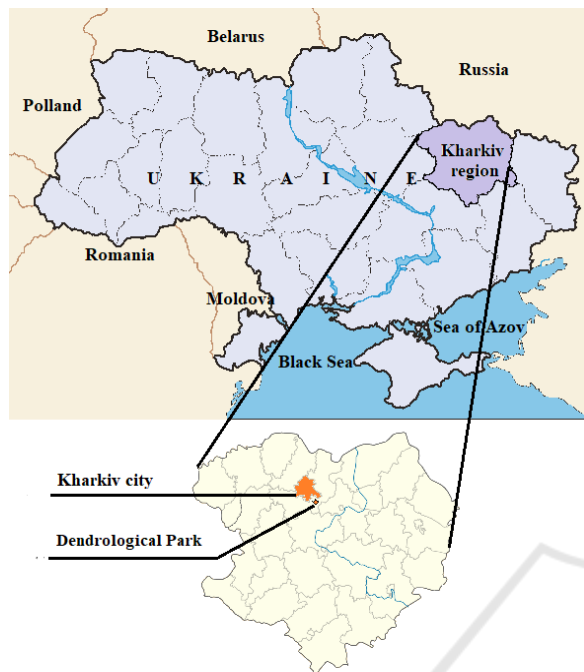 Belarus
Russia
Polland
Kharkiv
region
U K R A I N E
Romania
Moldova
Sea of Azov
Black Sea
Kharkiv city
Dendrological Park